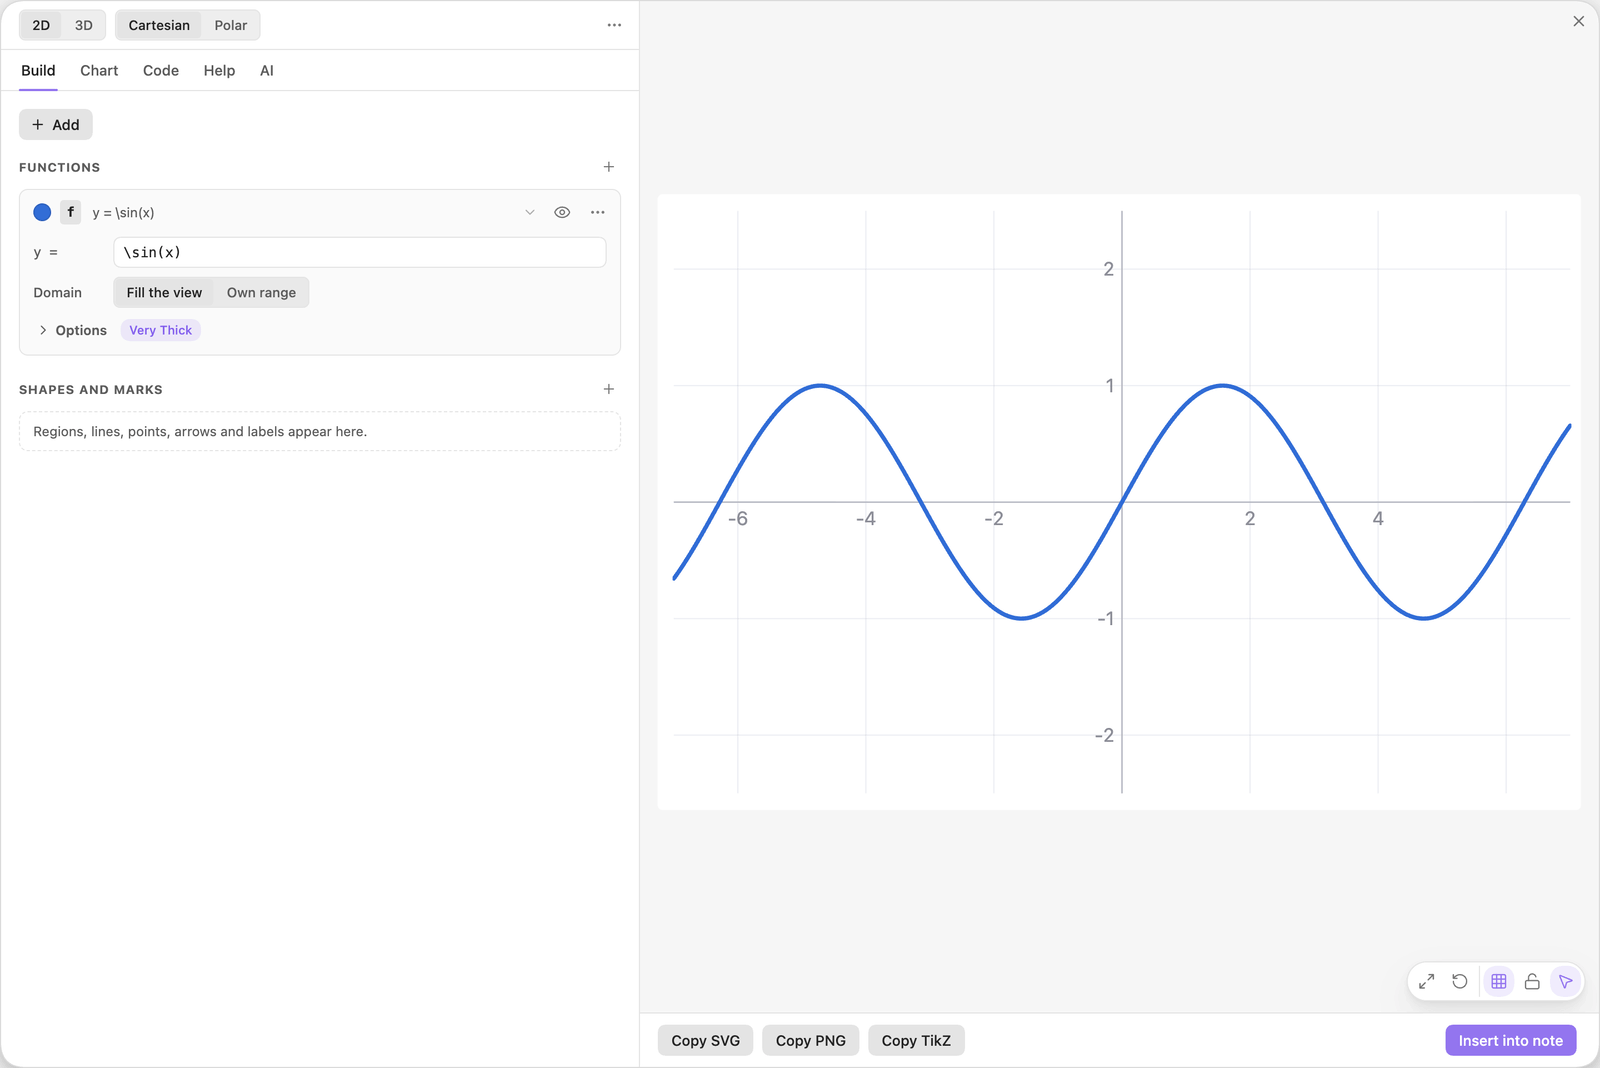 2D 3D Cartesian Polar
Build Chart Code Help AI
+ Add
FUNCTIONS
f y = \sin(x)
y = \sin(x)
Domain Fill the view Own range
Options Very Thick
SHAPES AND MARKS
Regions, lines, points, arrows and labels appear here.
2
1
-6 -4 -2 2 4
-1
-2
Copy SVG Copy PNG Copy TikZ Insert into note